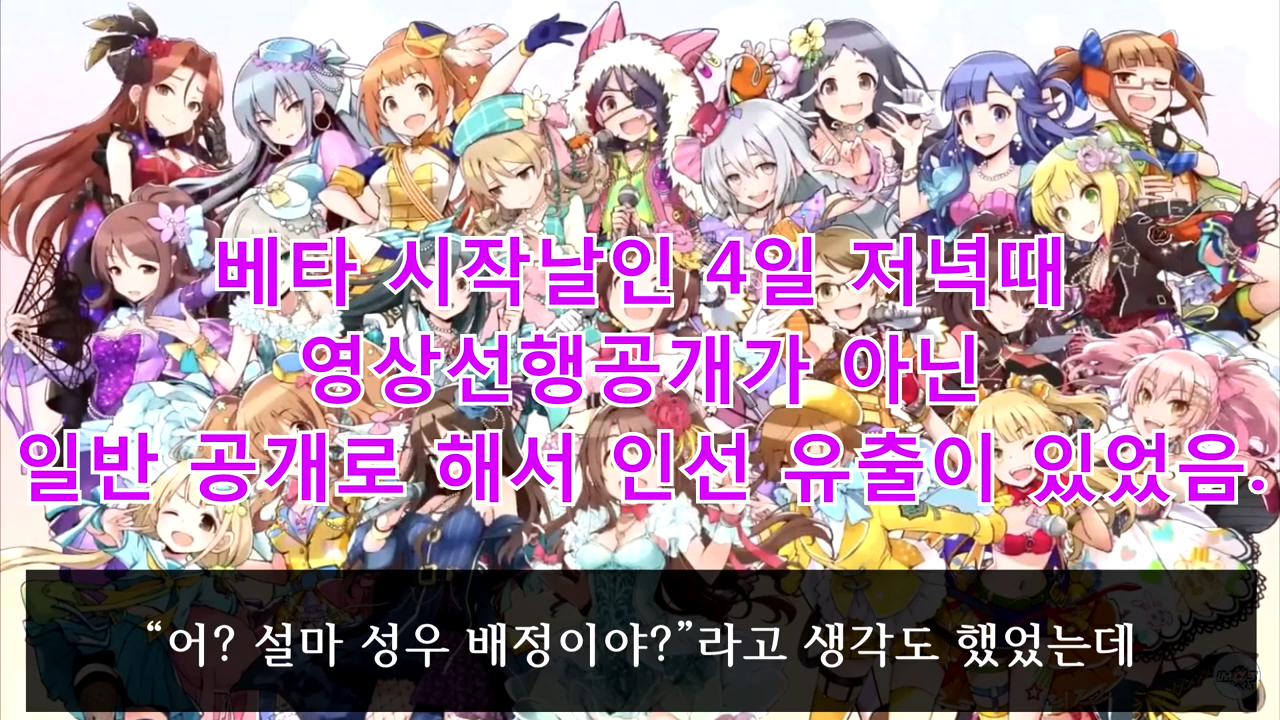 베타 시작날인 4일 저녁때
영상선행공개가 아닌
일반 공개로 해서 인선 유출이 있었음.
“어? 설마 성우 배정이야?”라고 생각도 했었는데